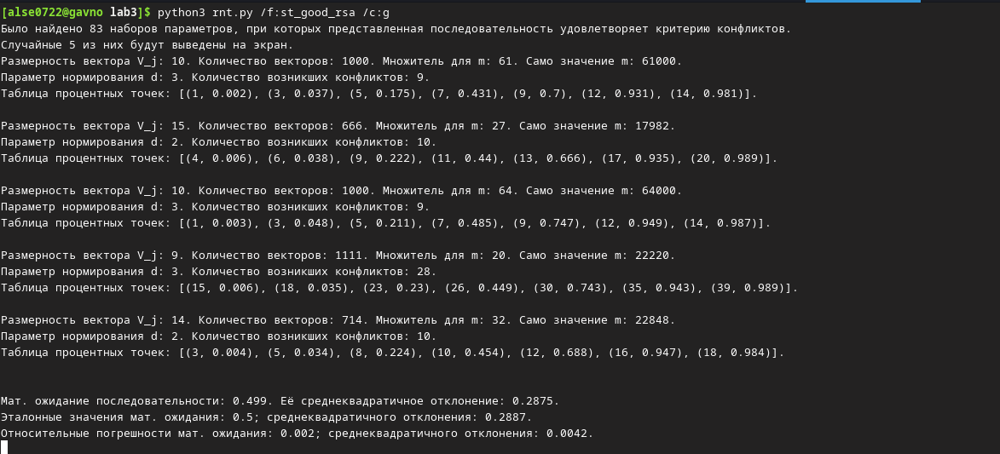 [alse0722@gavno lab3]$ python3 rnt.py /f:st_good_rsa /c:g
Было найдено 83 наборов параметров, при которых представленная последовательность удовлетворяет критерию конфликтов.
Случайные 5 из них будут выведены на экран.
Размерность вектора V_j: 10. Количество векторов: 1000. Множитель для m: 61. Само значение m: 61000.
Параметр нормирования d: 3. Количество возникших конфликтов: 9.
Таблица процентных точек: [(1, 0.002), (3, 0.037), (5, 0.175), (7, 0.431), (9, 0.7), (12, 0.931), (14, 0.981)].
Размерность вектора V_j: 15. Количество векторов: 666. Множитель для m: 27. Само значение m: 17982.
Параметр нормирования d: 2. Количество возникших конфликтов: 10.
Таблица процентных точек: [(4, 0.006), (6, 0.038), (9, 0.222), (11, 0.44), (13, 0.666), (17, 0.935), (20, 0.989)].
Размерность вектора V_j: 10. Количество векторов: 1000. Множитель для m: 64. Само значение m: 64000.
Параметр нормирования d: 3. Количество возникших конфликтов: 9.
Таблица процентных точек: [(1, 0.003), (3, 0.048), (5, 0.211), (7, 0.485), (9, 0.747), (12, 0.949), (14, 0.987)].
Размерность вектора V_j: 9. Количество векторов: 1111. Множитель для m: 20. Само значение m: 22220.
Параметр нормирования d: 3. Количество возникших конфликтов: 28.
Таблица процентных точек: [(15, 0.006), (18, 0.035), (23, 0.23), (26, 0.449), (30, 0.743), (35, 0.943), (39, 0.989)].
Размерность вектора V_j: 14. Количество векторов: 714. Множитель для m: 32. Само значение m: 22848.
Параметр нормирования d: 2. Количество возникших конфликтов: 10.
Таблица процентных точек: [(3, 0.004), (5, 0.034), (8, 0.224), (10, 0.454), (12, 0.688), (16, 0.947), (18, 0.984)].
Мат. ожидание последовательности: 0.499. Её среднеквадратичное отклонение: 0.2875.
Эталонные значения мат. ожидания: 0.5; среднеквадратичного отклонения: 0.2887.
Относительные погрешности мат. ожидания: 0.002; среднеквадратичного отклонения: 0.0042.